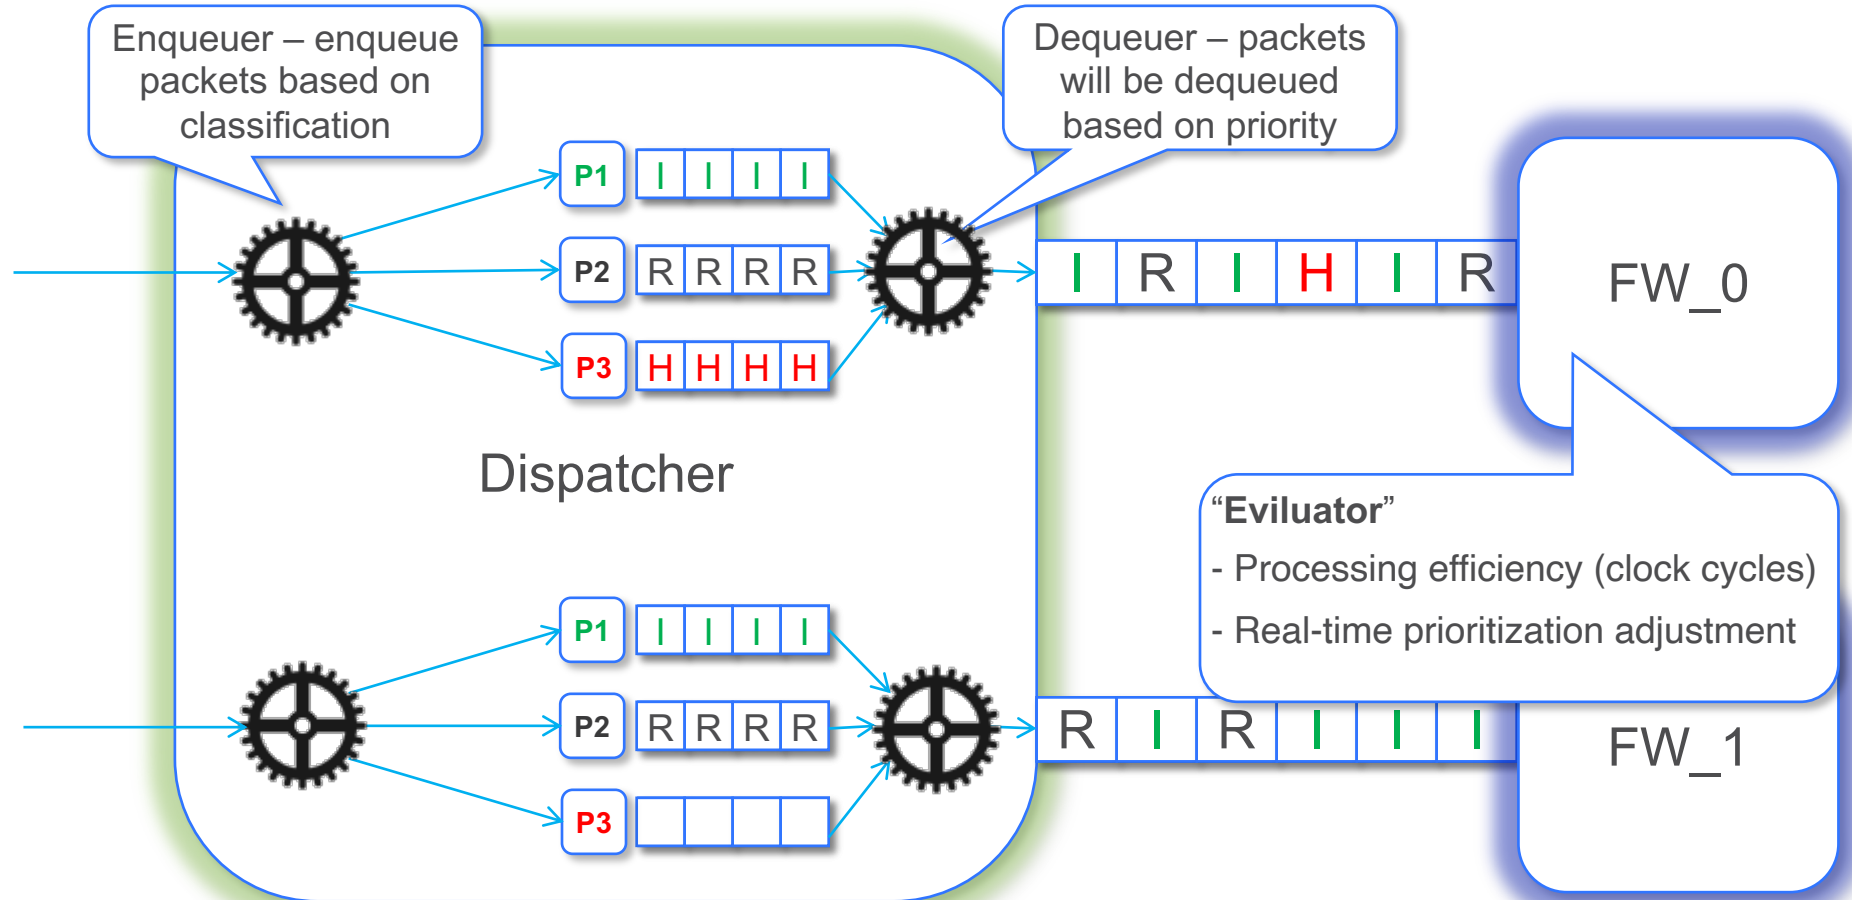 Enqueuer – enqueue
packets based on
classification
Dequeuer – packets
will be dequeued
based on priority
P1 I I I I
P2 R R R R
P3 H H H H
I R I H I R
FW_0
Dispatcher
“Eviluator”
- Processing efficiency (clock cycles)
- Real-time prioritization adjustment
P1 I I I I
P2 R R R R
P3
R I R I I I
FW_1